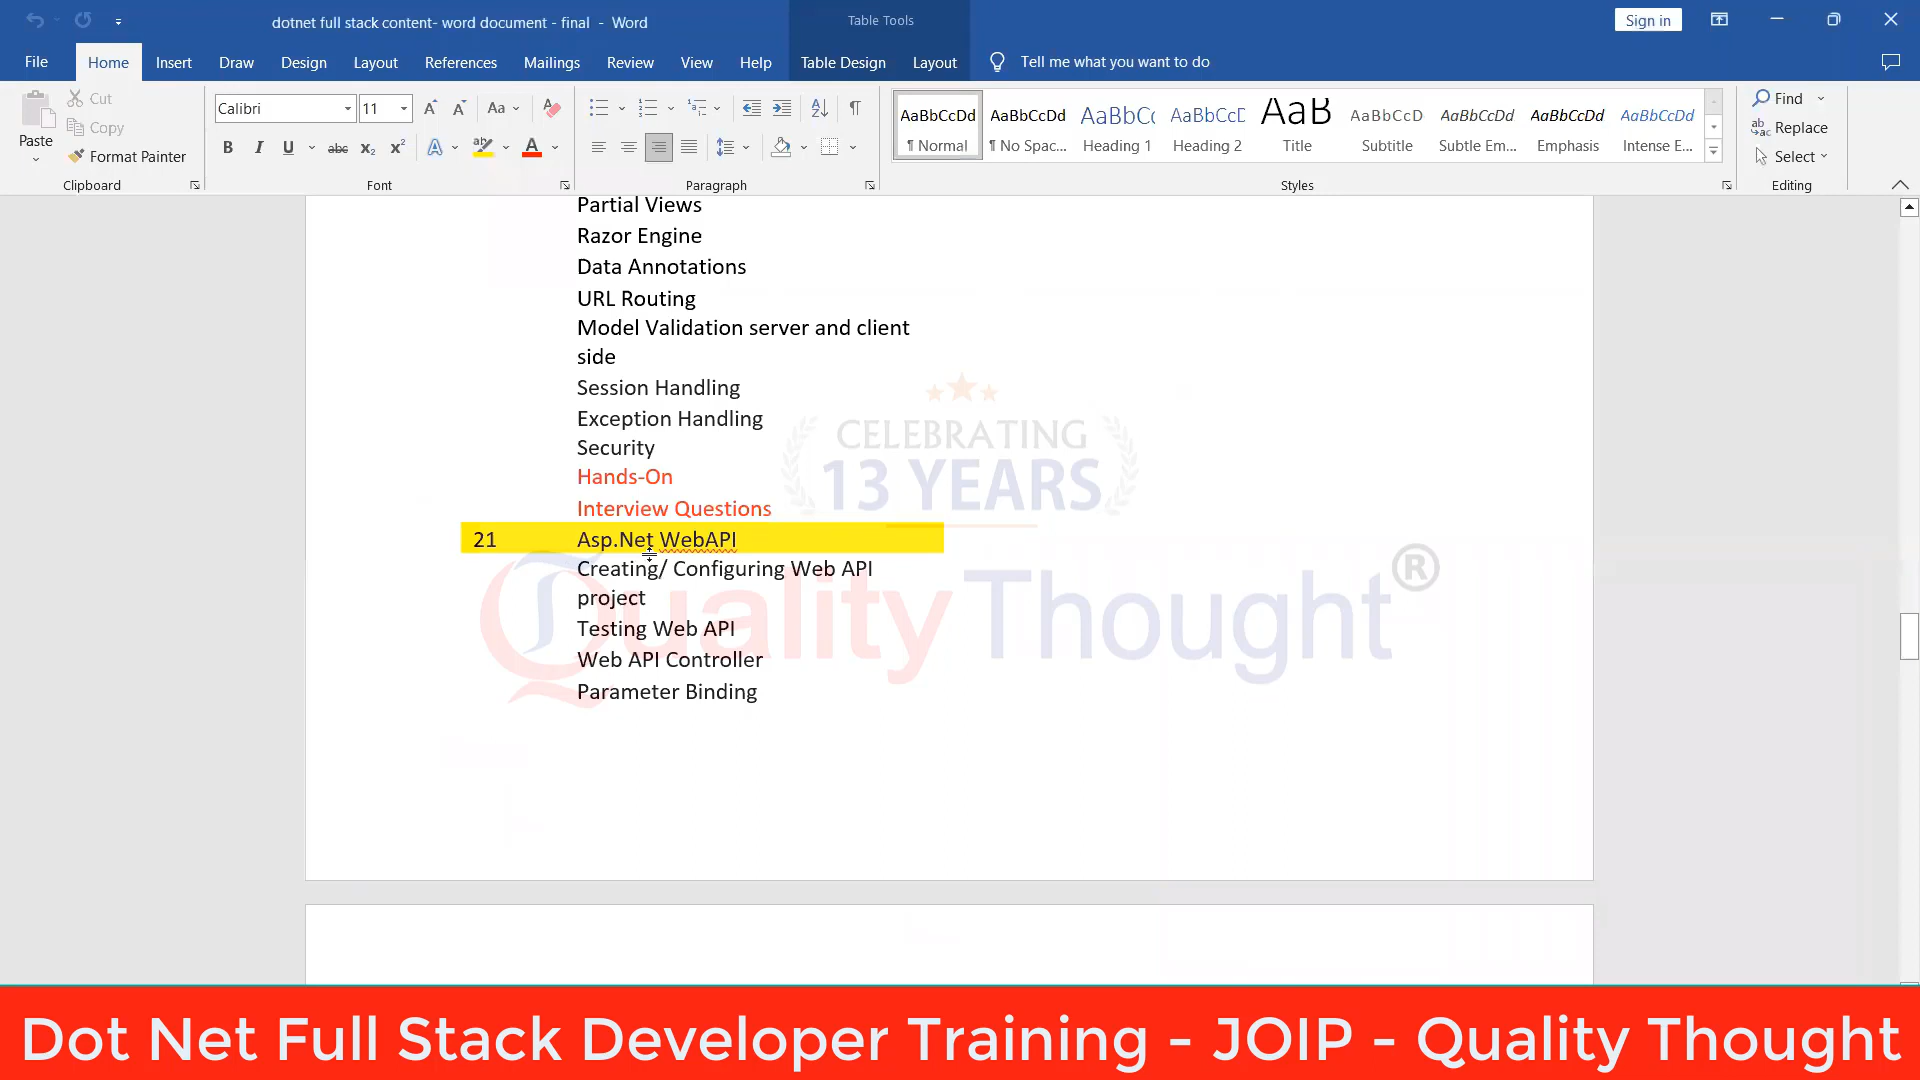 dotnet full stack content- word document - final - Word
Table Tools
Sign in
File Home Insert Draw Design Layout References Mailings Review View Help Table Design Layout Tell me what you want to do
Paste
Cut
Copy
Format Painter
Clipboard
Calibri 11
Aa
B I U abc x₂ x² A A
Font
Paragraph
AaBbCcDd ¶ Normal
AaBbCcDd ¶ No Spac...
AaBbCc Heading 1
AaBbCcD Heading 2
AaB Title
AaBbCcD Subtitle
AaBbCcDd Subtle Em...
AaBbCcDd Emphasis
AaBbCcDd Intense E...
Styles
Find
Replace
Select
Editing
Partial Views
Razor Engine
Data Annotations
URL Routing
Model Validation server and client
side
Session Handling
Exception Handling
Security
Hands-On
Interview Questions
21 Asp.Net WebAPI
Creating/ Configuring Web API
project
Testing Web API
Web API Controller
Parameter Binding
CELEBRATING
13 YEARS
Quality Thought ®
Dot Net Full Stack Developer Training - JOIP - Quality Thought